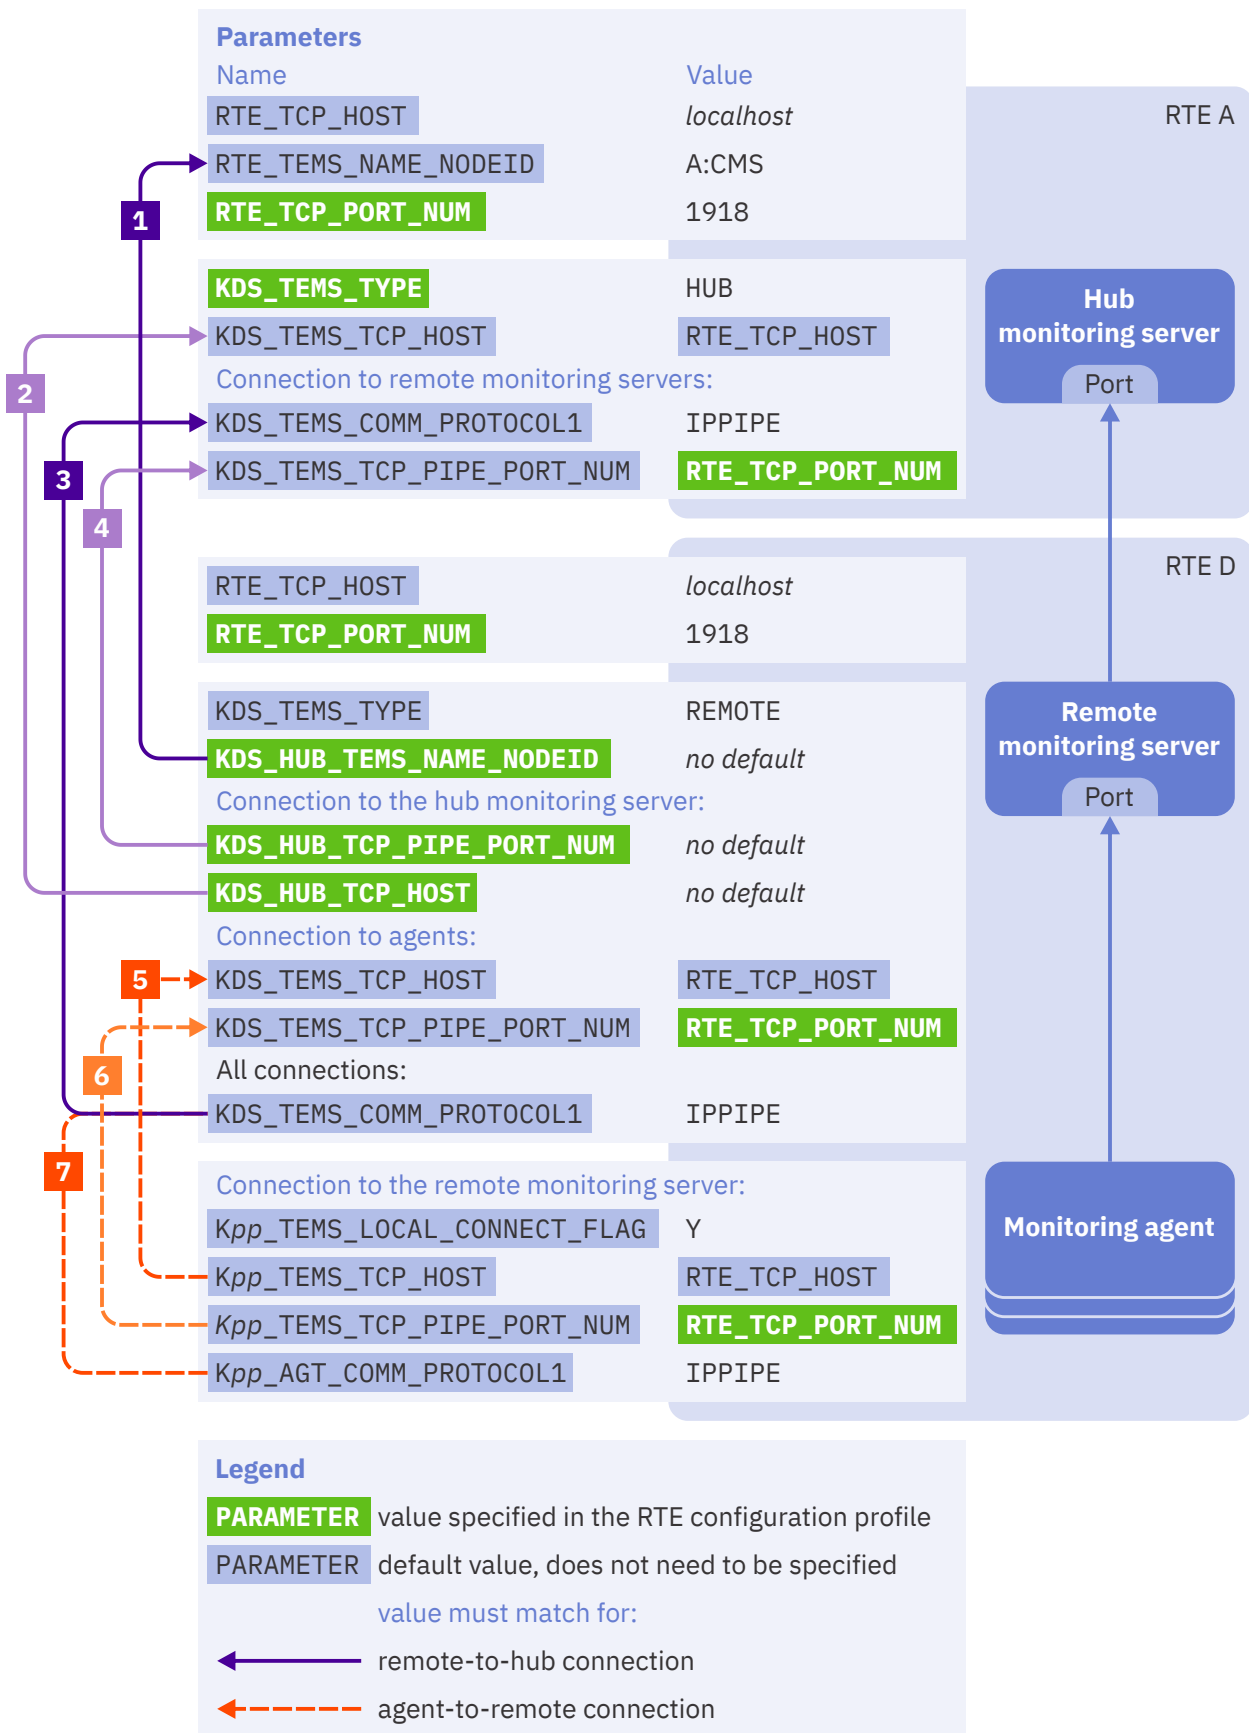 Parameters
Name Value
RTE_TCP_HOST localhost RTE A
RTE_TEMS_NAME_NODEID A:CMS
1
RTE_TCP_PORT_NUM 1918
KDS_TEMS_TYPE HUB
Hub
monitoring server
KDS_TEMS_TCP_HOST RTE_TCP_HOST
Connection to remote monitoring servers:
Port
2
KDS_TEMS_COMM_PROTOCOL1 IPPIPE
3
KDS_TEMS_TCP_PIPE_PORT_NUM RTE_TCP_PORT_NUM
4
RTE D
RTE_TCP_HOST localhost
RTE_TCP_PORT_NUM 1918
KDS_TEMS_TYPE REMOTE
Remote
monitoring server
KDS_HUB_TEMS_NAME_NODEID no default
Connection to the hub monitoring server:
Port
KDS_HUB_TCP_PIPE_PORT_NUM no default
KDS_HUB_TCP_HOST no default
Connection to agents:
5
KDS_TEMS_TCP_HOST RTE_TCP_HOST
KDS_TEMS_TCP_PIPE_PORT_NUM RTE_TCP_PORT_NUM
6
All connections:
KDS_TEMS_COMM_PROTOCOL1 IPPIPE
7
Connection to the remote monitoring server:
Kpp_TEMS_LOCAL_CONNECT_FLAG Y
Monitoring agent
Kpp_TEMS_TCP_HOST RTE_TCP_HOST
Kpp_TEMS_TCP_PIPE_PORT_NUM RTE_TCP_PORT_NUM
Kpp_AGT_COMM_PROTOCOL1 IPPIPE
Legend
PARAMETER value specified in the RTE configuration profile
PARAMETER default value, does not need to be specified
value must match for:
remote-to-hub connection
agent-to-remote connection